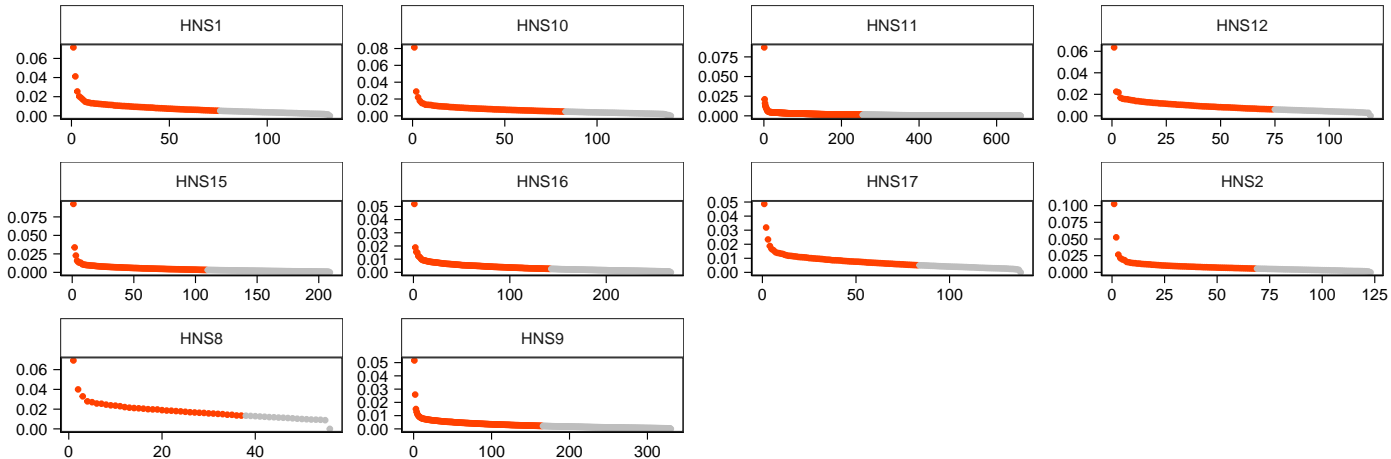 HNS1 HNS10 HNS11 HNS12
0.06 0.08 0.075 0.06
0.04 0.06 0.050 0.04
0.02 0.04 0.025 0.02
0.00 0.02 0.000 0.00
0.00
0 50 100 0 50 100 0 200 400 600 0 25 50 75 100
HNS15 HNS16 HNS17 HNS2
0.075 0.05 0.05 0.100
0.050 0.04 0.04 0.075
0.025 0.03 0.03 0.050
0.000 0.02 0.02 0.025
0.01 0.01 0.000
0.00 0.00
0 50 100 150 200 0 100 200 0 50 100 0 25 50 75 100 125
HNS8 HNS9
0.06 0.05
0.04 0.04
0.02 0.03
0.00 0.02
0.01
0.00
0 20 40 0 100 200 300